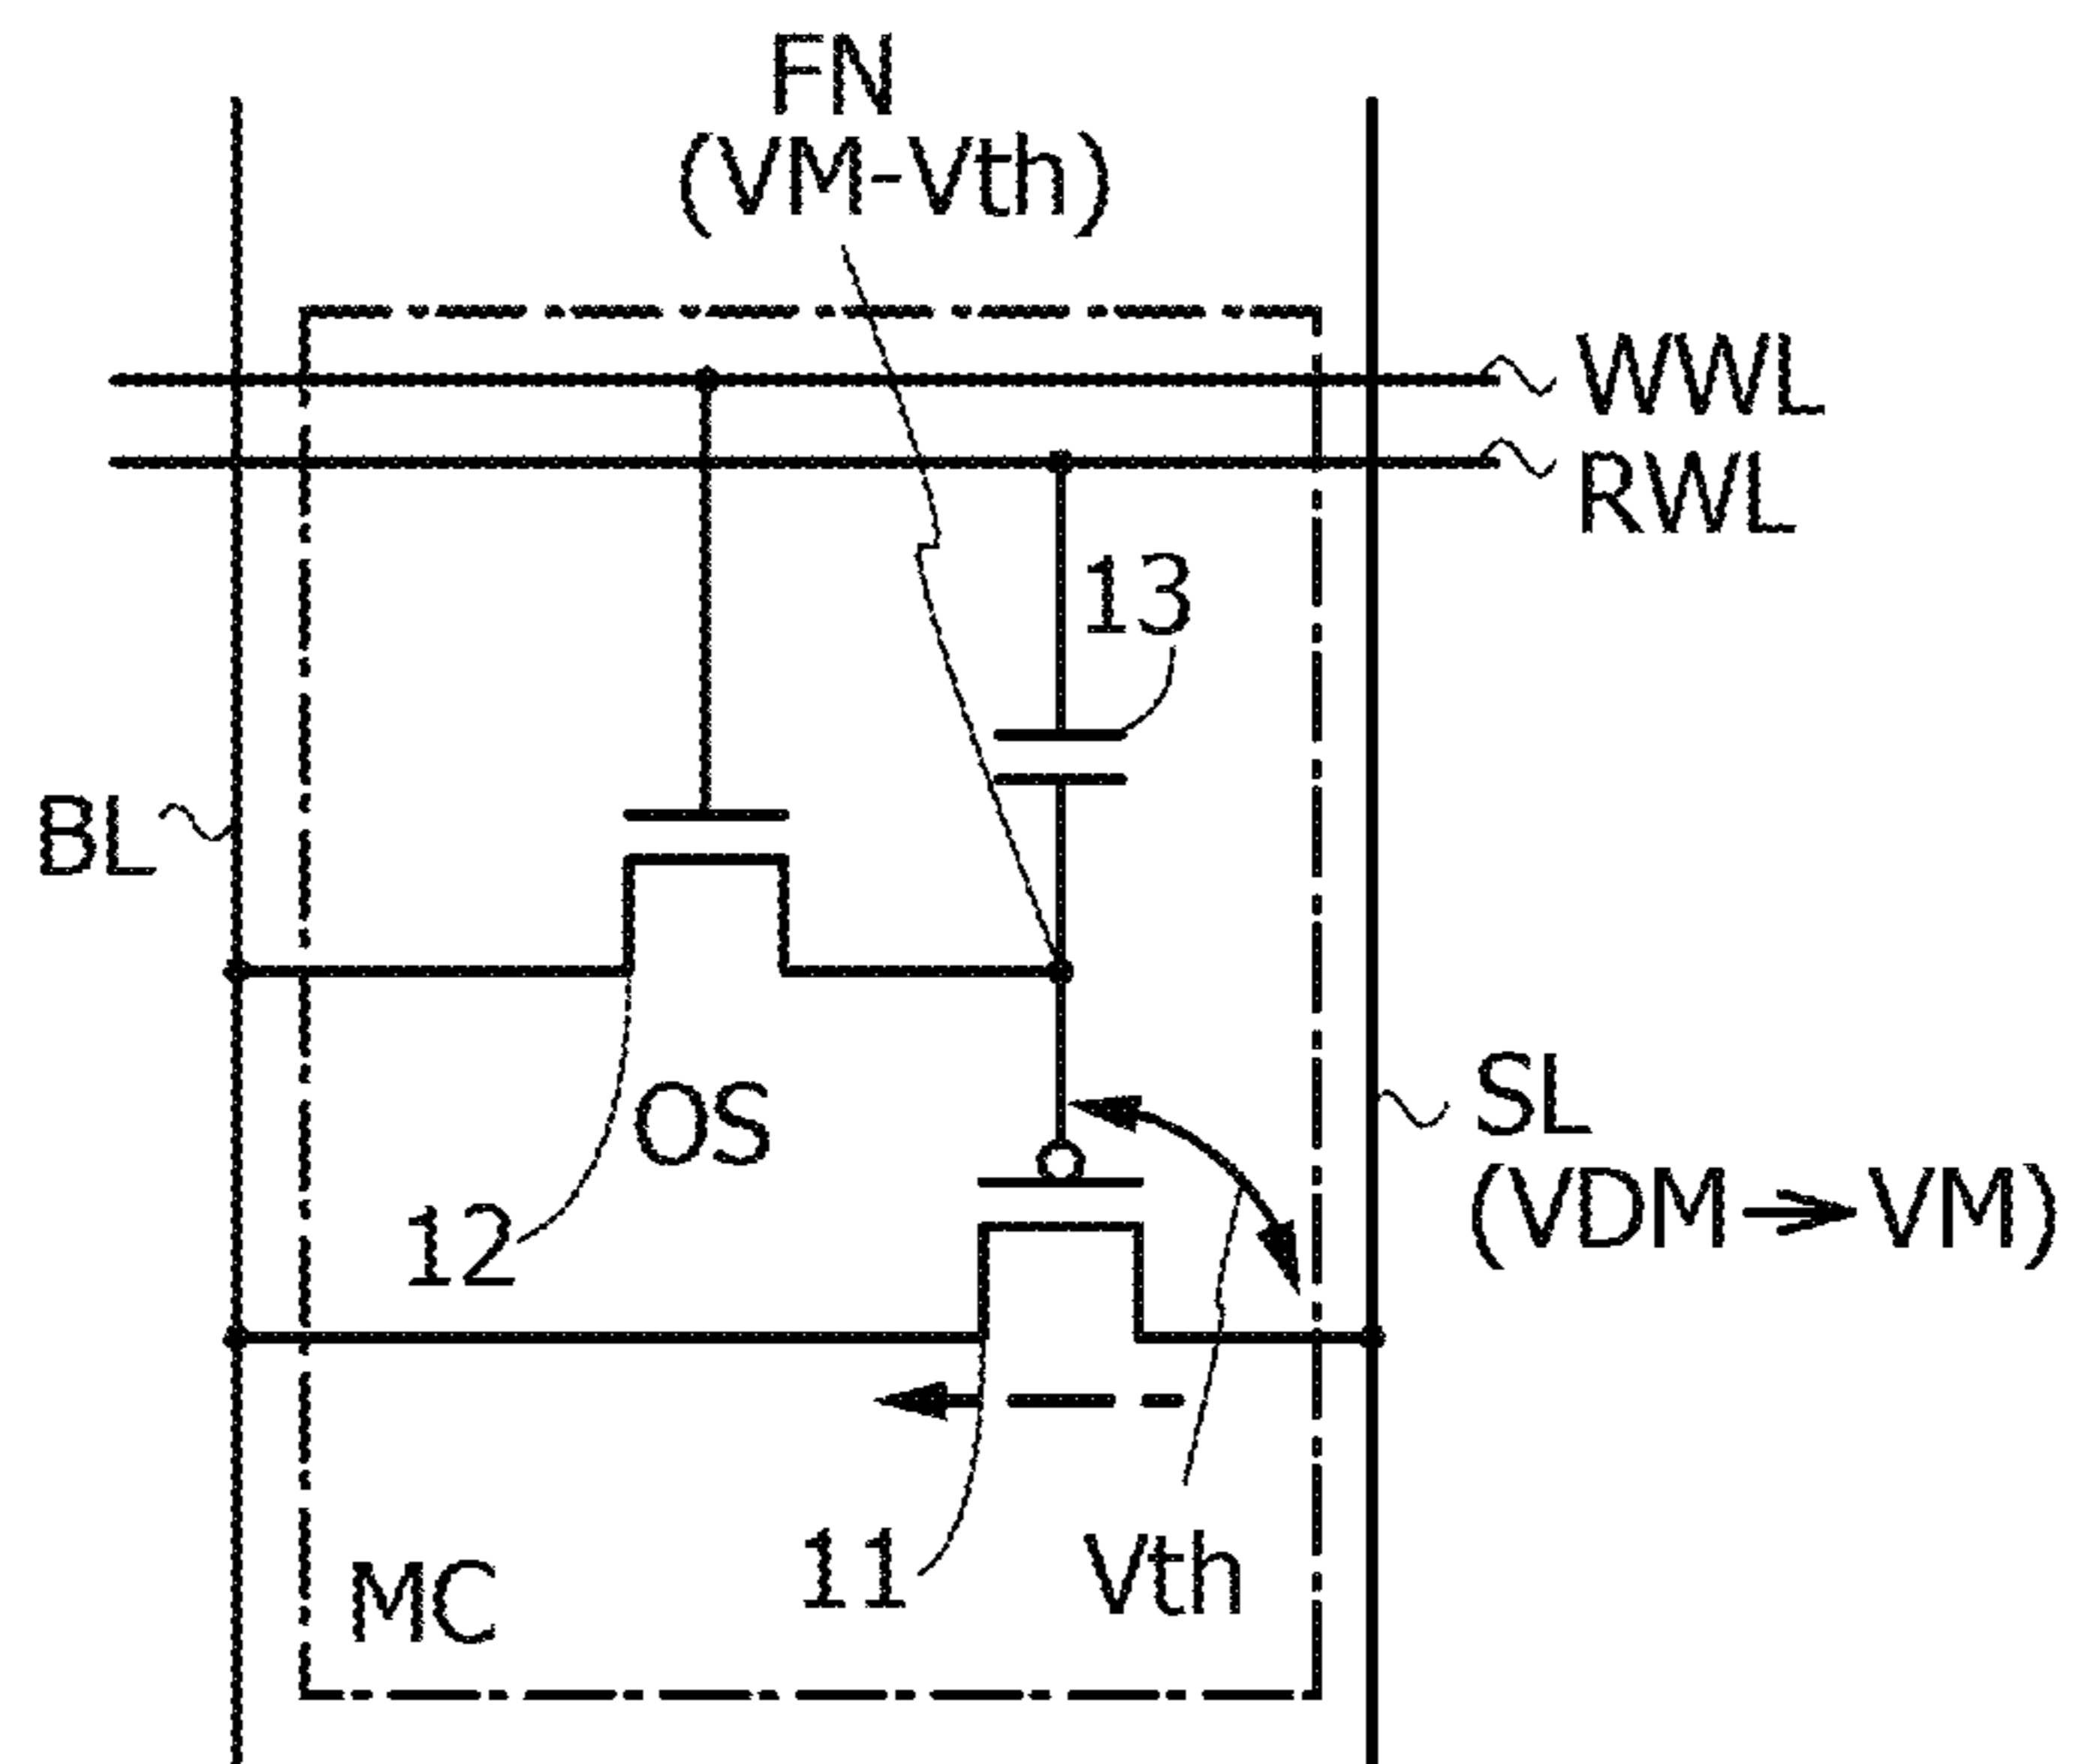 FN
(VM-Vth)
WWL
RWL
13
BL
OS
SL
(VDM→VM)
12
11
Vth
MC